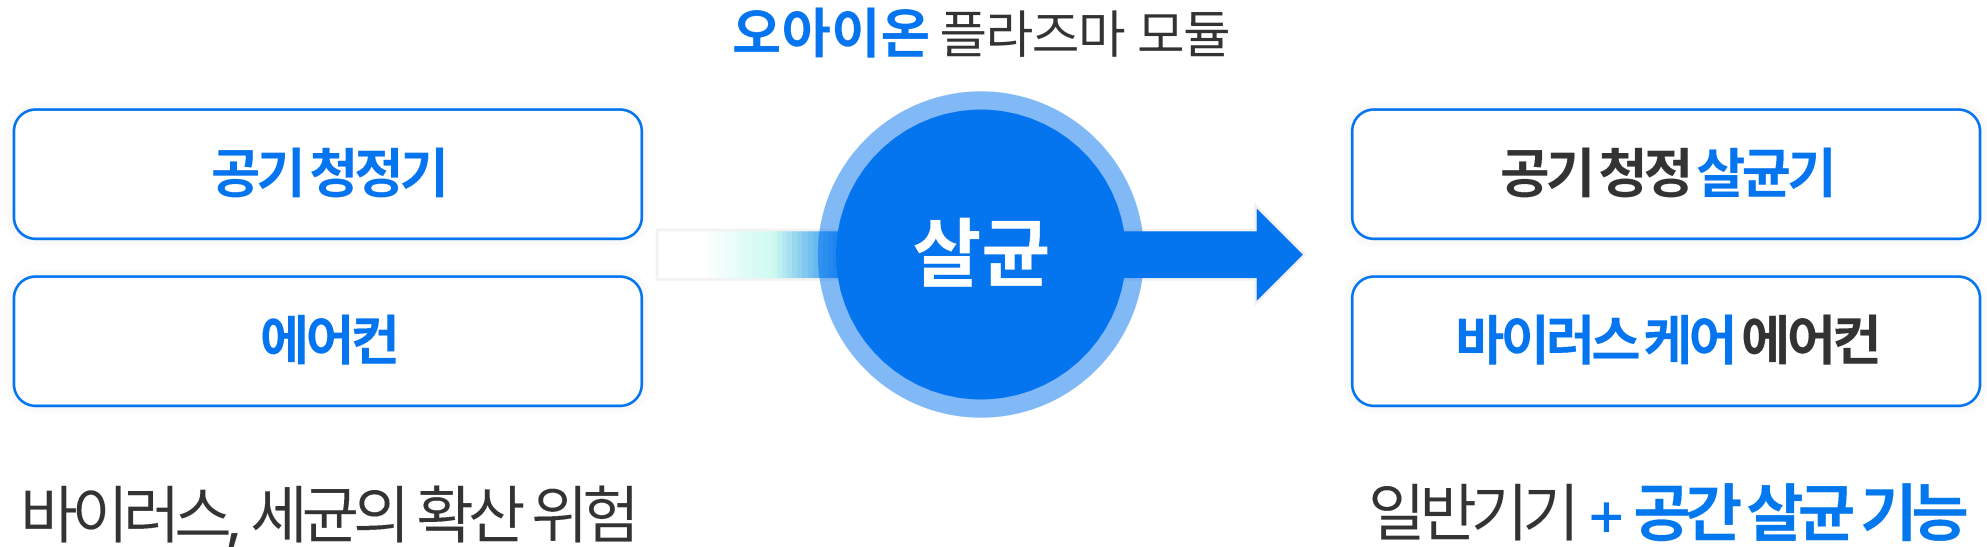 오아이온 플라즈마 모듈
공기 청정기
에어컨
바이러스, 세균의 확산 위험
살균
공기 청정 살균기
바이러스 케어 에어컨
일반기기 + 공간 살균 기능